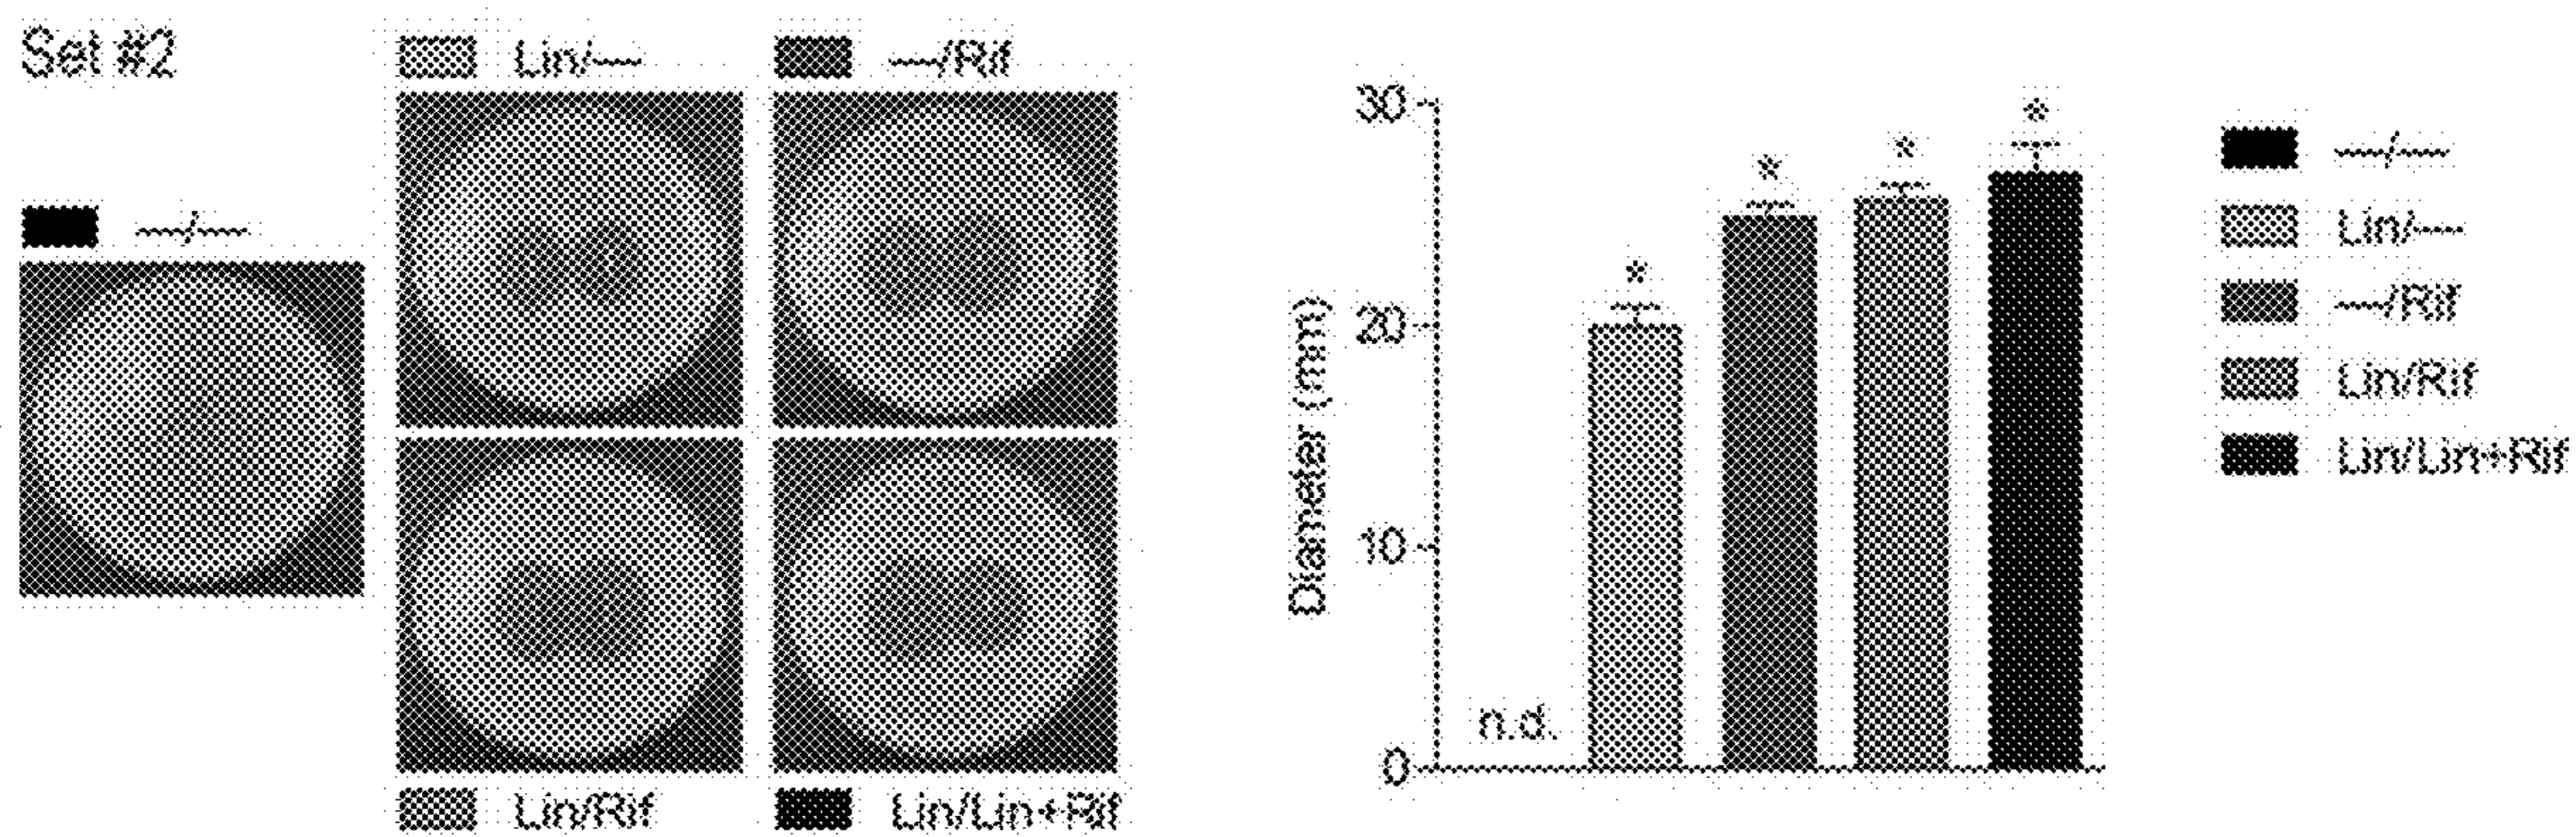 Set #2
Lin/—
—/Rif
—/—
Lin/Rif
Lin/Lin+Rif
Diameter (mm)
30
20
10
0
n.d.
*
*
*
*
—/—
Lin/—
—/Rif
Lin/Rif
Lin/Lin+Rif